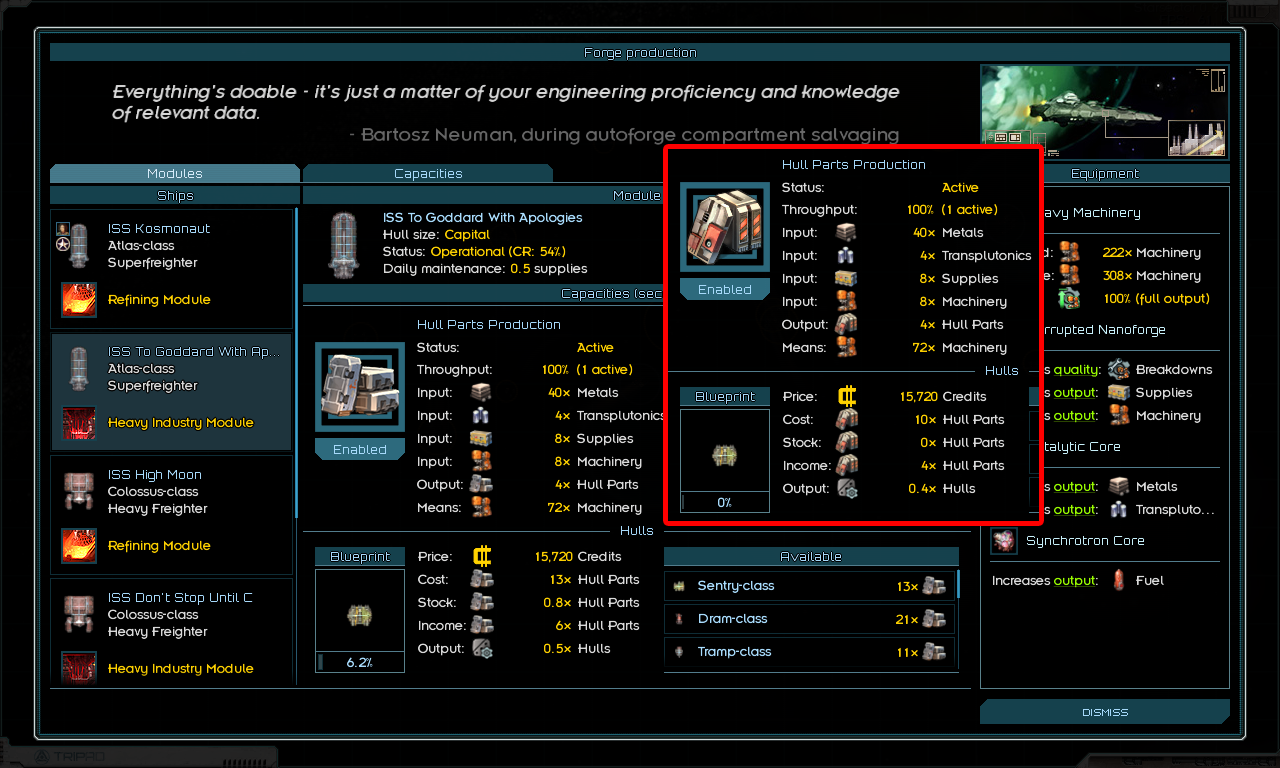 Forge production
Everything's doable - it's just a matter of your engineering proficiency and knowledge
of relevant data.
- Bartosz Neuman, during autoforge compartment salvaging
Modules
Capacities
Equipment
Ships
ISS Kosmonaut
Atlas-class
Superfreighter
Refining Module
ISS To Goddard With Ap...
Atlas-class
Superfreighter
Heavy Industry Module
ISS High Moon
Colossus-class
Heavy Freighter
Refining Module
ISS Don't Stop Until C
Colossus-class
Heavy Freighter
Heavy Industry Module
Module
ISS To Goddard With Apologies
Hull size: Capital
Status: Operational (CR: 54%)
Daily maintenance: 0.5 supplies
Capacities (sec
Hull Parts Production
Enabled
Status: Active
Throughput: 100% (1 active)
Input: 40× Metals
Input: 4× Transplutonics
Input: 8× Supplies
Input: 8× Machinery
Output: 4× Hull Parts
Means: 72× Machinery
Hulls
Blueprint
6.2%
Price: 15,720 Credits
Cost: 13× Hull Parts
Stock: 0.8× Hull Parts
Income: 6× Hull Parts
Output: 0.5× Hulls
Available
Sentry-class 13×
Dram-class 21×
Tramp-class 11×
Hull Parts Production
Enabled
Status: Active
Throughput: 100% (1 active)
Input: 40× Metals
Input: 4× Transplutonics
Input: 8× Supplies
Input: 8× Machinery
Output: 4× Hull Parts
Means: 72× Machinery
Hulls
Blueprint
0%
Price: 15,720 Credits
Cost: 10× Hull Parts
Stock: 0× Hull Parts
Income: 4× Hull Parts
Output: 0.4× Hulls
avy Machinery
d: 222× Machinery
e: 308× Machinery
100% (full output)
rrupted Nanoforge
s quality: Breakdowns
s output: Supplies
s output: Machinery
talytic Core
s output: Metals
s output: Transpluto...
Synchrotron Core
Increases output: Fuel
DISMISS
TRIPAD